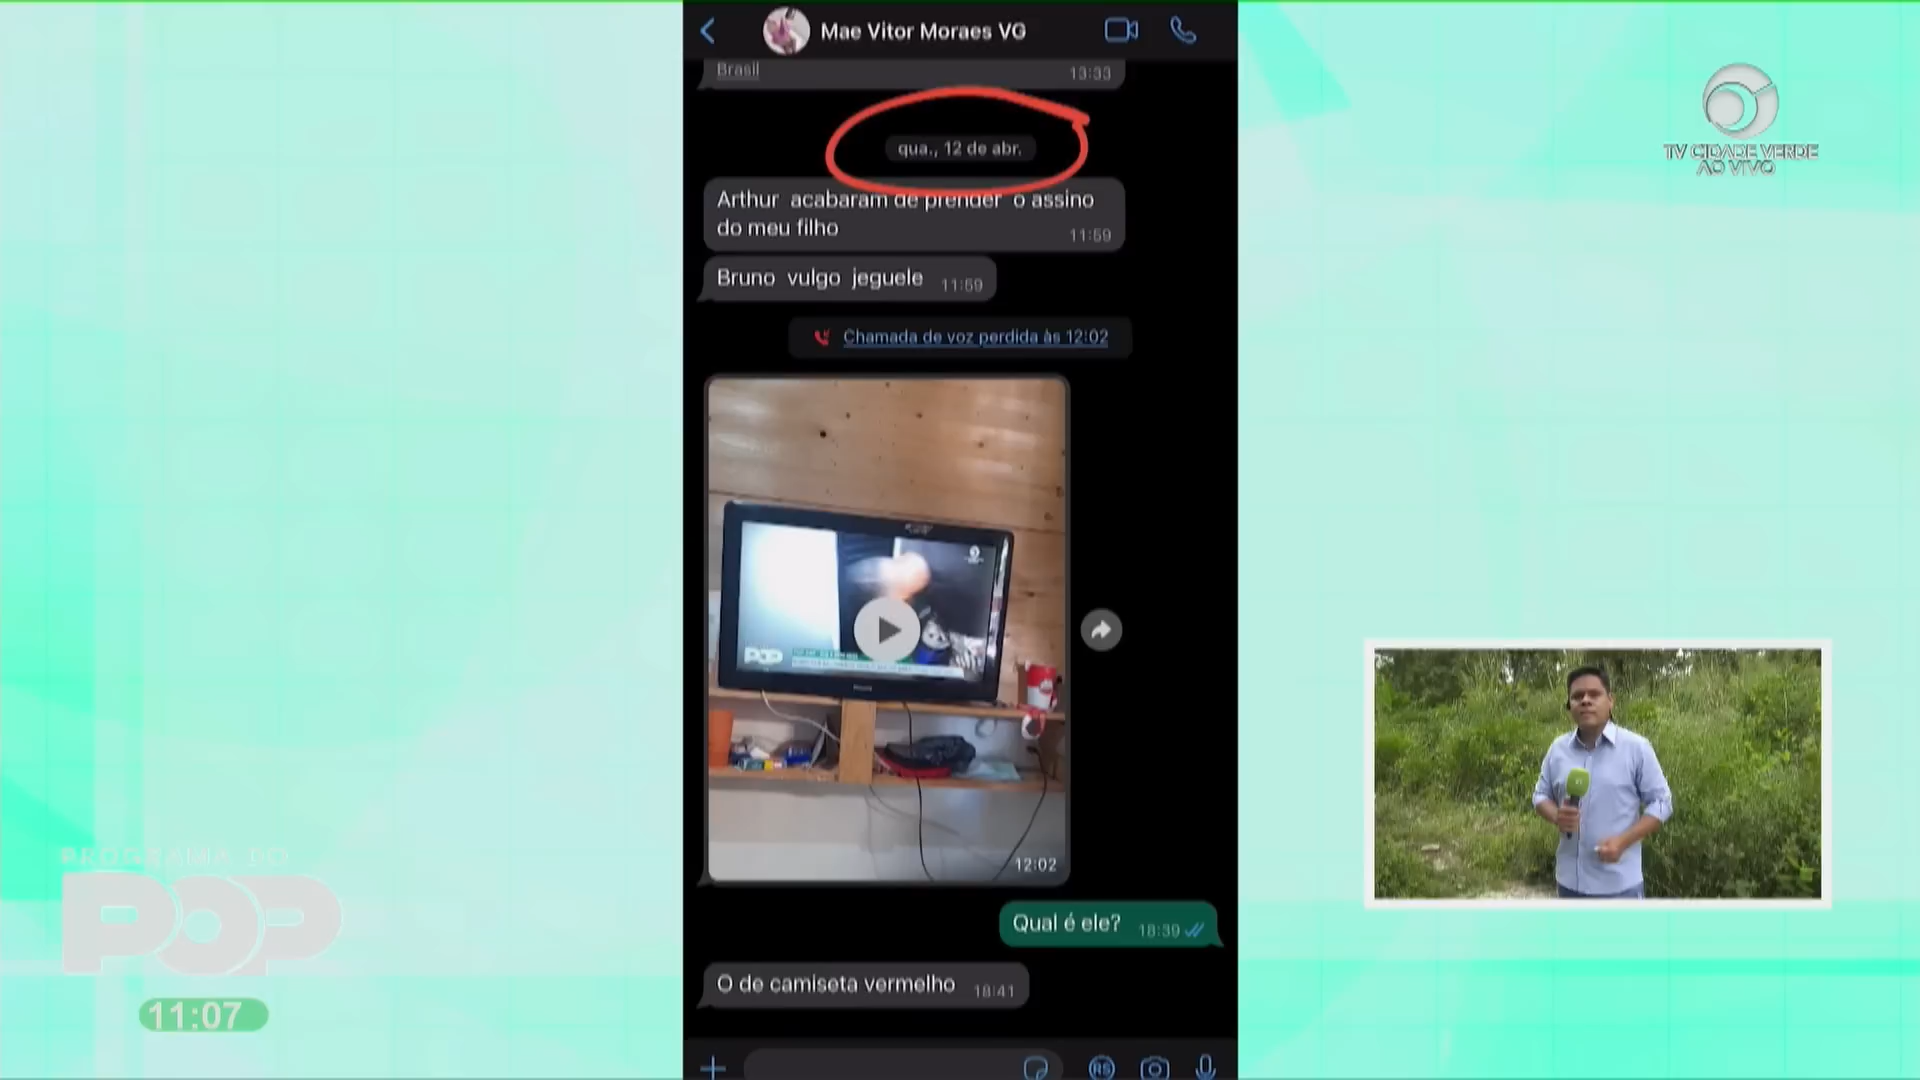 Mae Vitor Moraes VG
Brasil
13:33
qua., 12 de abr.
Arthur acabaram de prender o assino
do meu filho
11:59
Bruno vulgo jeguele
11:59
Chamada de voz perdida às 12:02
POP
12:02
Qual é ele?
18:39
O de camiseta vermelho
18:41
R$
TV CIDADE VERDE
AO VIVO
PROGRAMA DO
POP
11:07